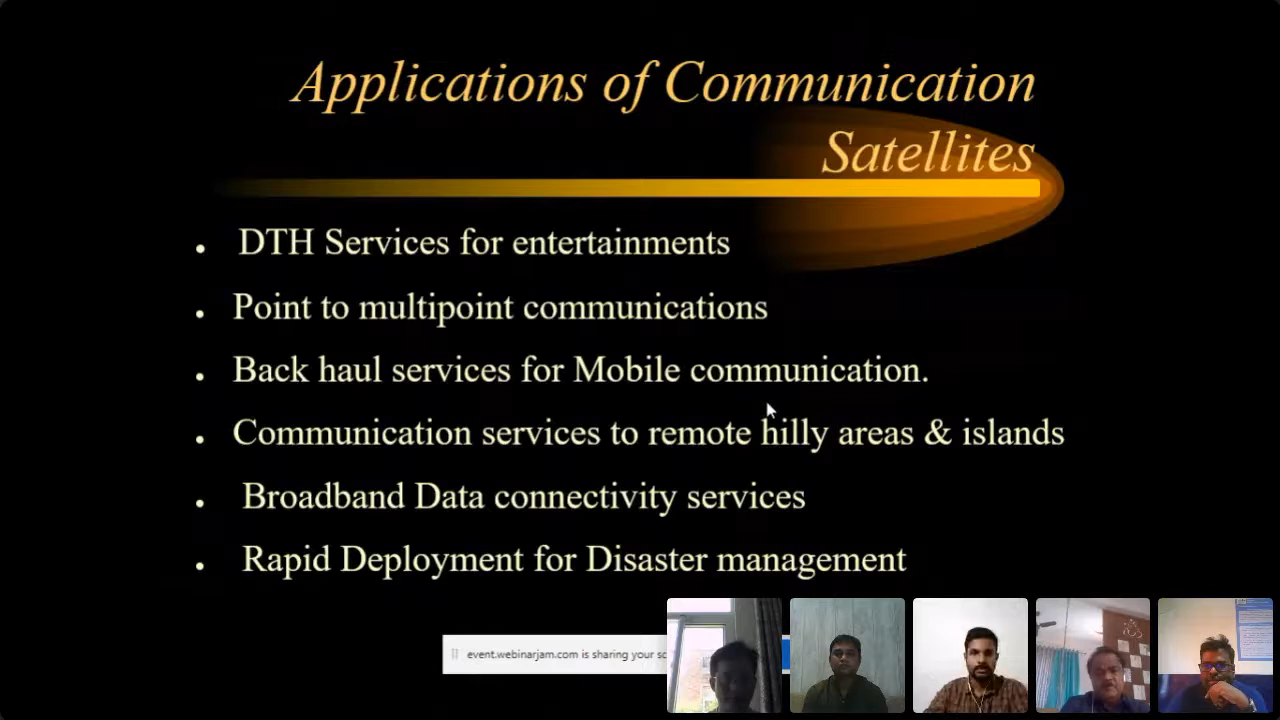 Applications of Communication
Satellites
• DTH Services for entertainments
• Point to multipoint communications
• Back haul services for Mobile communication.
• Communication services to remote hilly areas & islands
• Broadband Data connectivity services
• Rapid Deployment for Disaster management
event.webinarjam.com is sharing your sc